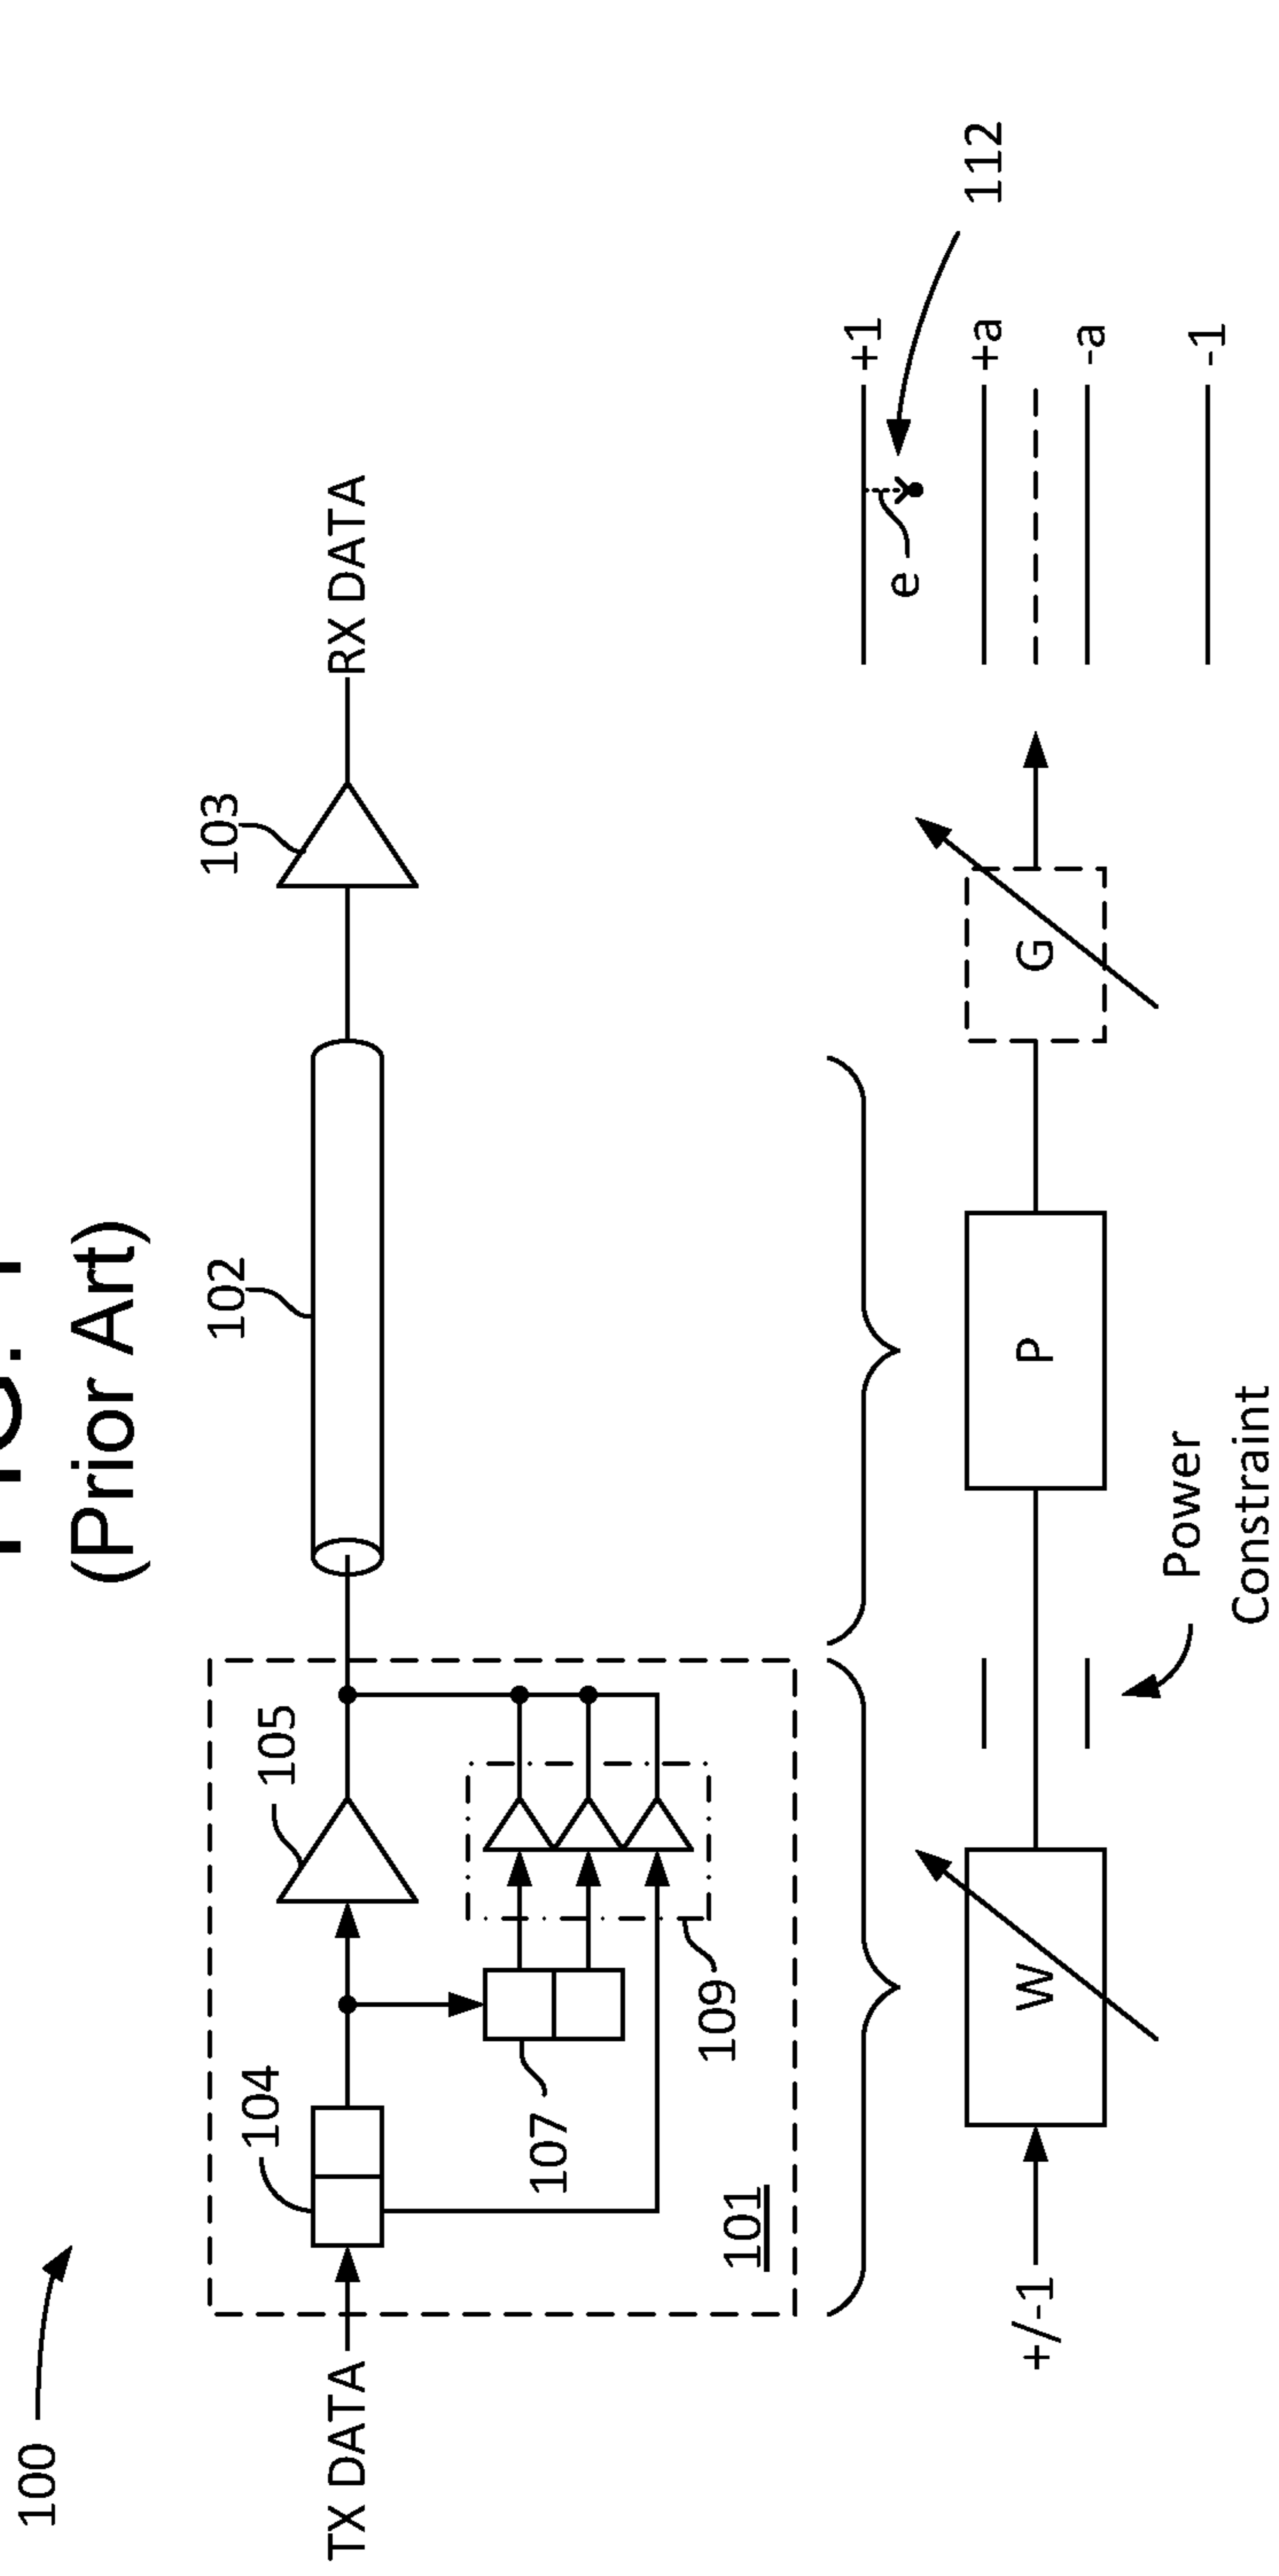 (Prior Art)
100
TX DATA
104
105
102
103
RX DATA
107
109
101
+/-1
W
Power
Constraint
P
G
e
+1
+a
-a
-1
112